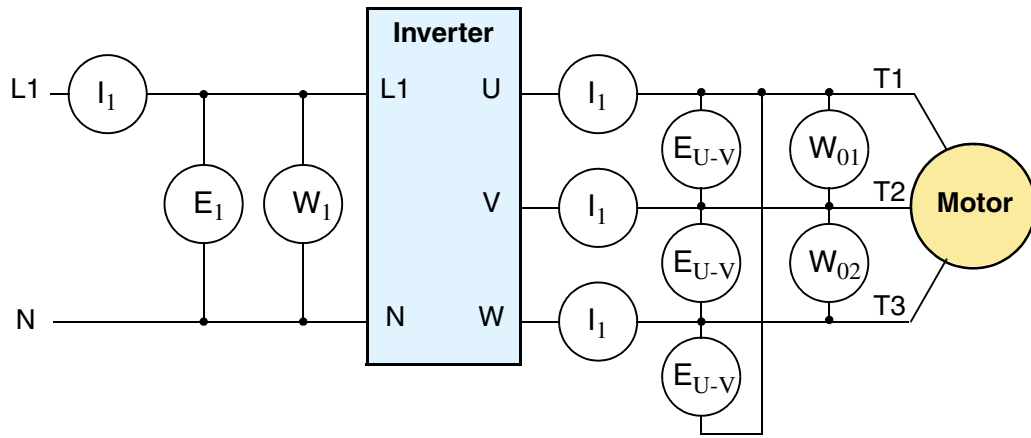 Inverter
L1
I1
L1
U
I1
T1
EU-V
W01
E1
W1
V
I1
T2
Motor
EU-V
W02
N
N
W
I1
T3
EU-V